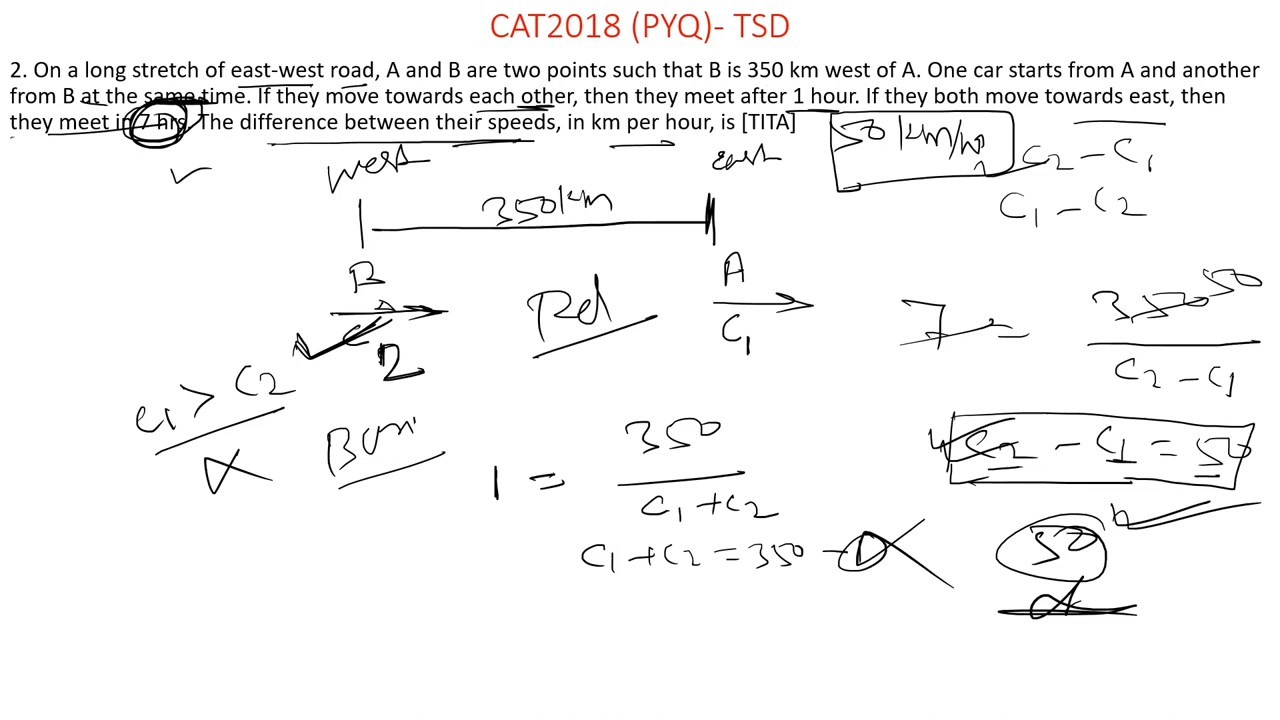 CAT2018 (PYQ)- TSD
2. On a long stretch of east-west road, A and B are two points such that B is 350 km west of A. One car starts from A and another
from B at the same time. If they move towards each other, then they meet after 1 hour. If they both move towards east, then
they meet in 7 hrs. The difference between their speeds, in km per hour, is [TITA]
50 km/hr
C2 - C1
C1 - C2
west
east
350km
B
A
Rel
C1
C2
7 = 350 50
C2 - C1
C1 > C2
350
C2 - C1 = 50
1 =
C1 + C2
C1 + C2 = 350 - 1
50